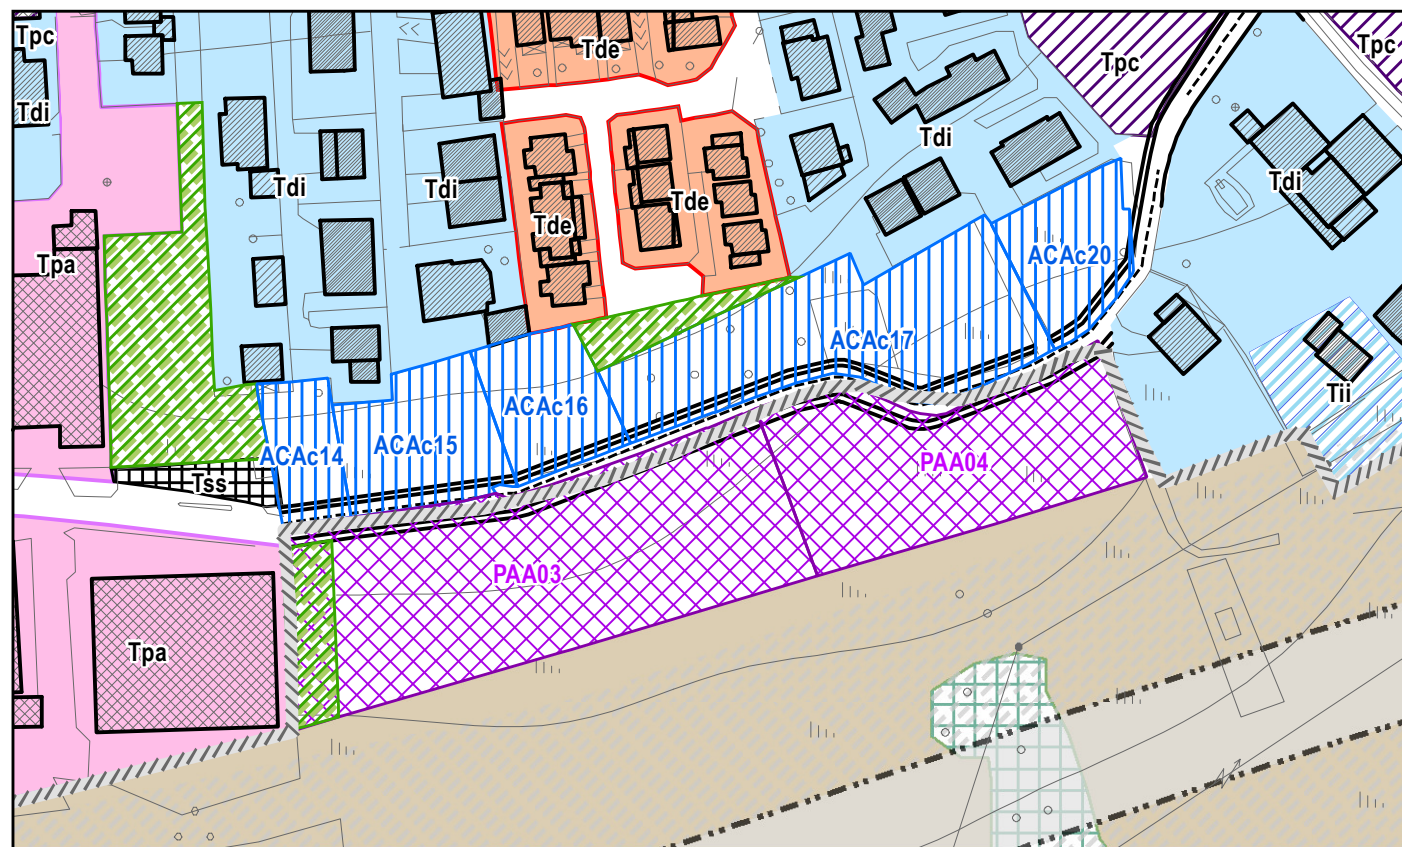 Tpc
Tde
Tpc
Tpc
Tdi
Tdi
Tdi
Tdi
Tdi
Tde
Tde
Tpa
ACAc20
ACAc17
Tii
ACAc16
ACAc15
ACAc14
PAA04
Tss
PAA03
Tpa